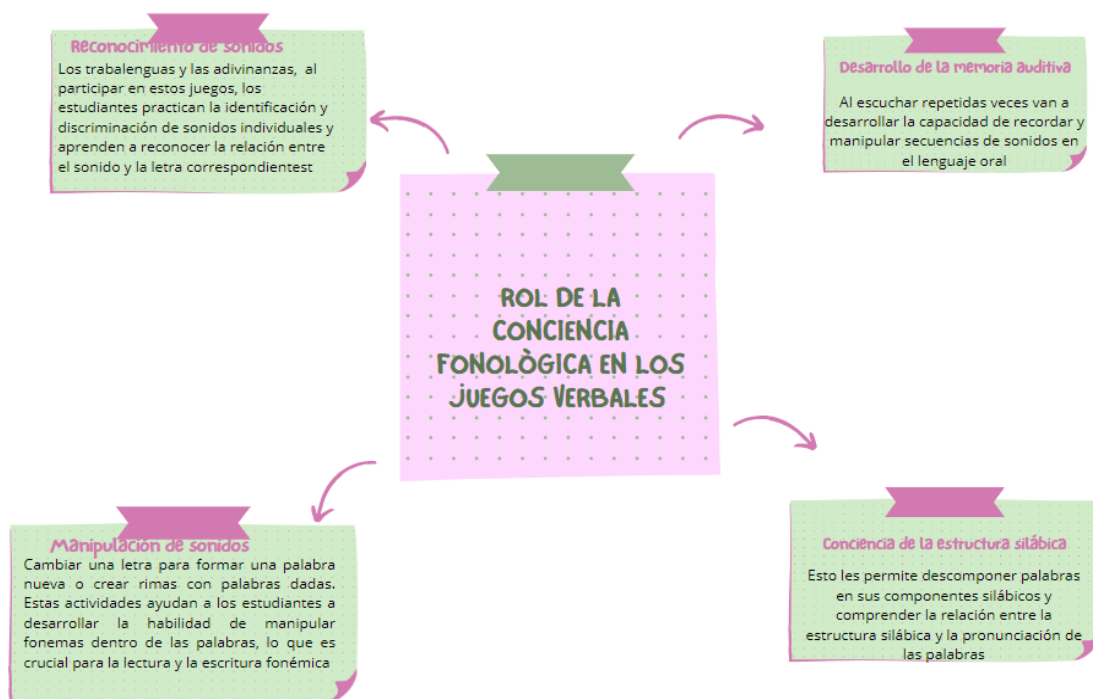 Reconocimiento de sonidos
Los trabalenguas y las adivinanzas, al
participar en estos juegos, los
estudiantes practican la identificación y
discriminación de sonidos individuales y
aprenden a reconocer la relación entre
el sonido y la letra correspondientest
Desarrollo de la memoria auditiva
Al escuchar repetidas veces van a
desarrollar la capacidad de recordar y
manipular secuencias de sonidos en
el lenguaje oral
ROL DE LA
CONCIENCIA
FONOLÒGICA EN LOS
JUEGOS VERBALES
Manipulación de sonidos
Cambiar una letra para formar una palabra
nueva o crear rimas con palabras dadas.
Estas actividades ayudan a los estudiantes a
desarrollar la habilidad de manipular
fonemas dentro de las palabras, lo que es
crucial para la lectura y la escritura fonémica
Conciencia de la estructura silábica
Esto les permite descomponer palabras
en sus componentes silábicos y
comprender la relación entre la
estructura silábica y la pronunciación de
las palabras